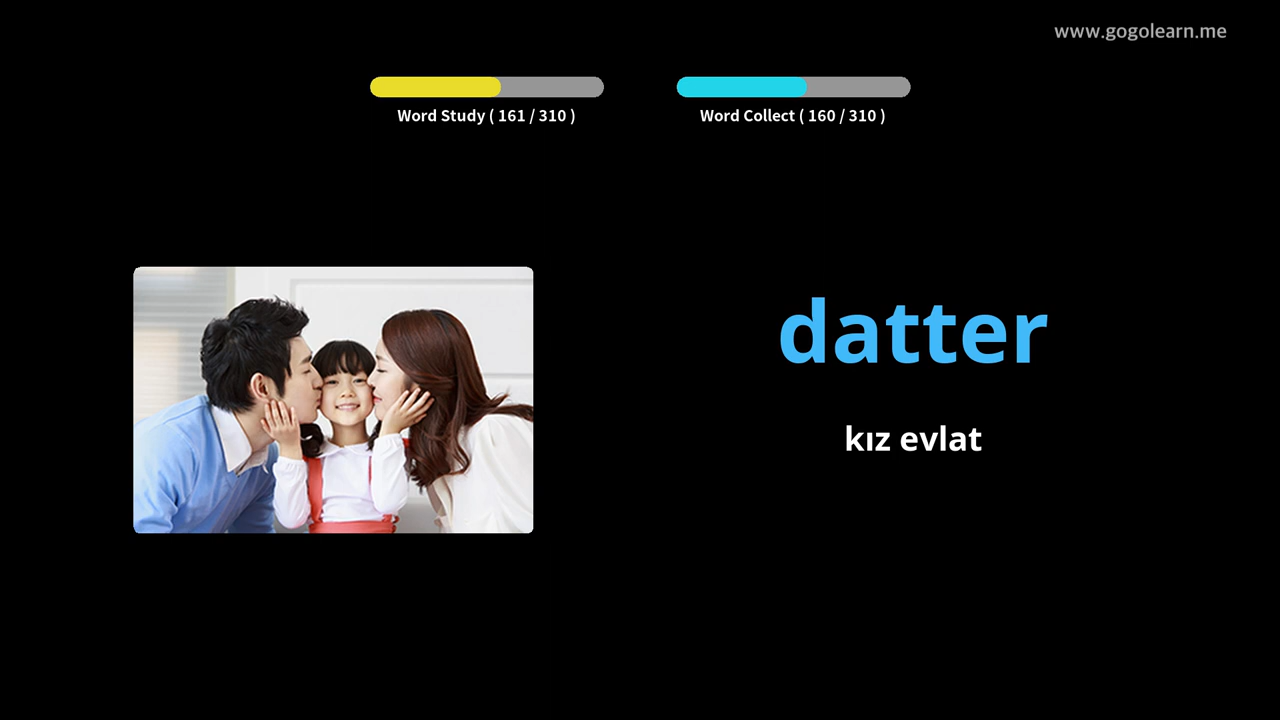 www.gogolearn.me
Word Study ( 161 / 310 )
Word Collect ( 160 / 310 )
datter
kız evlat